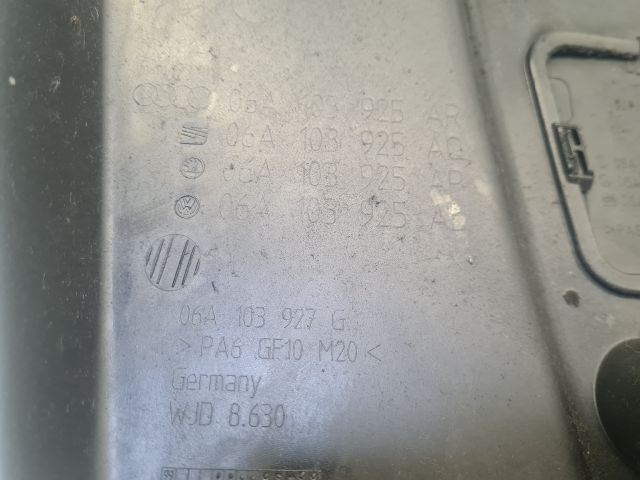 06A 103 925 AR
06A 103 925 AQ
06A 103 925 AP
06A 103 925
06A 103 927 G
> PA6 GF10 M20 <
Germany
WJD 8.630